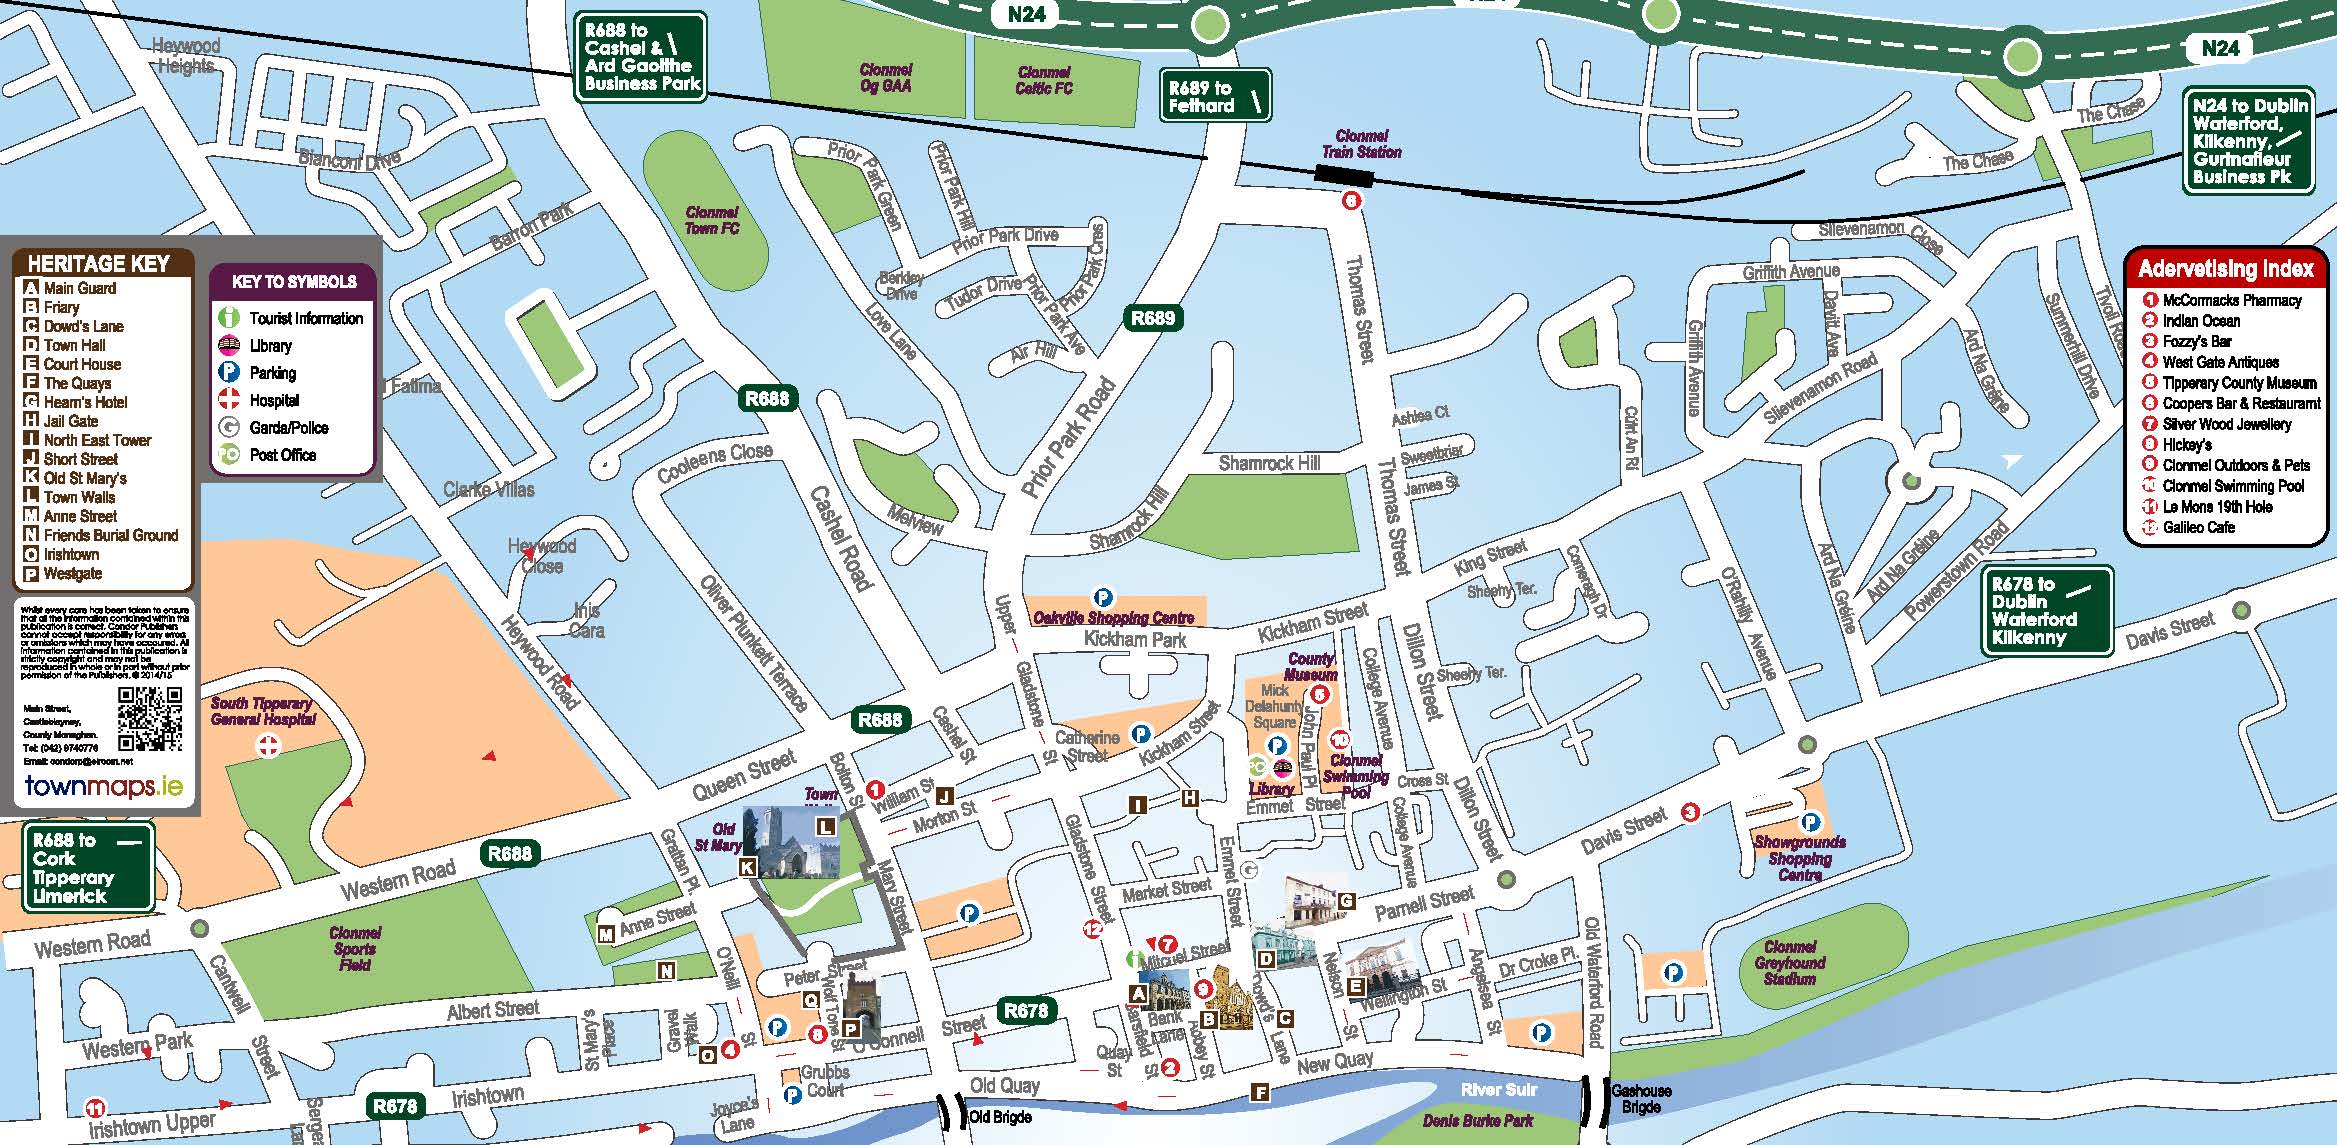 N24
N24
R688 to
Cashel &
Ard Gaoithe
Business Park
R689 to
Fethard
N24 to Dublin
Waterford,
Kilkenny,
Gurtnafleur
Business Pk
Heywood
Heights
Bianconi Drive
Barron Park
Clonmel
Og GAA
Clonmel
Celtic FC
Clonmel
Town FC
Clonmel
Train Station
6
Prior Park Green
Prior Park Hill
Prior Park Drive
Prior Park Cres
Prior Park Ave
Berkley
Drive
Tudor Drive
Love Lane
Air Hill
R689
Prior Park Road
Thomas Street
Thomas Street
The Chase
The Chase
Slievenamon Close
Griffith Avenue
Griffith Avenue
Davitt Ave
Ard Na Gréine
Summerhill Drive
Slievenamon Road
HERITAGE KEY
A Main Guard
B Friary
C Dowd's Lane
D Town Hall
E Court House
F The Quays
G Hearn's Hotel
H Jail Gate
I North East Tower
J Short Street
K Old St Mary's
L Town Walls
M Anne Street
N Friends Burial Ground
O Irishtown
P Westgate
KEY TO SYMBOLS
i Tourist Information
Library
P Parking
Hospital
G Garda/Police
PO Post Office
Adervetising Index
1 McCormacks Pharmacy
2 Indian Ocean
3 Fozzy's Bar
4 West Gate Antiques
5 Tipperary County Museum
6 Coopers Bar & Restauramt
7 Silver Wood Jewellery
8 Hickey's
9 Clonmel Outdoors & Pets
10 Clonmel Swimming Pool
11 Le Mons 19th Hole
12 Galileo Cafe
Whilst every care has been taken to ensure
that all the information contained within this
publication is correct. Condor Publishers
cannot accept responsibility for any errors
or omissions which may have occurred. All
information contained in this publication is
strictly copyright and may not be
reproduced in whole or in part without prior
permission of the Publishers. © 2014/15
Main Street,
Castleblayney,
County Monaghan.
Tel: (042) 9740776
Email: condorp@eircom.net
townmaps.ie
Fatima
R688
Cooleens Close
Clarke Villas
Heywood
Close
Inis
Cara
Heywood Road
Cashel Road
Oliver Plunkett Terrace
Melview
Shamrock Hill
Shamrock Hill
Ashlea Ct
Sweetbriar
James St
King Street
Sheehy Ter.
Comeragh Dr
Sheehy Ter.
O'Rahilly Avenue
Ard Na Gréine
Ard Na Gréine
Powerstown Road
R678 to
Dublin
Waterford
Kilkenny
Davis Street
P
Oakville Shopping Centre
Kickham Park
Kickham Street
Kickham Street
Upper Gladstone St
County
Museum
5
Mick
Delahunty
Square
John Paul Pl
P
PO
Library
10
Clonmel
Swimming
Pool
College Avenue
College Avenue
Dillon Street
Dillon Street
Cross St
Emmet Street
Emmet Street
Catherine
Street
P
South Tipperary
General Hospital
R688
Queen Street
Cashel St
Bolton St
1
William St
J
Morton St
I
H
Town
L
Old
St Mary
K
Grattan Pl.
Mary Street
Gladstone Street
Market Street
G
G
Parnell Street
Davis Street
3
P
Showgrounds
Shopping
Centre
R688 to
Cork
Tipperary
Limerick
R688
Western Road
Western Road
Clonmel
Sports
Field
Cantwell
Street
M
Anne Street
N
O'Neill
St
P
12
7
i
Mitchel Street
D
Nelson
St
E
Wellington St
Anglesea
St
Dr Croke Pl.
Old Waterford Road
P
Clonmel
Greyhound
Stadium
Albert Street
Western Park
St Mary's
Place
Gravel
Walk
Peter Street
Wolf Tone St
Q
P
8
P
O
4
O'Connell
Street
R678
A
9
B
C
Bank
Lane
Abbey St
Quay
St
2
New Quay
F
P
Grubbs
Court
P
Joyce's
Lane
Old Quay
Old Brigde
River Suir
Denis Burke Park
Gashouse
Brigde
11
Irishtown Upper
R678
Irishtown